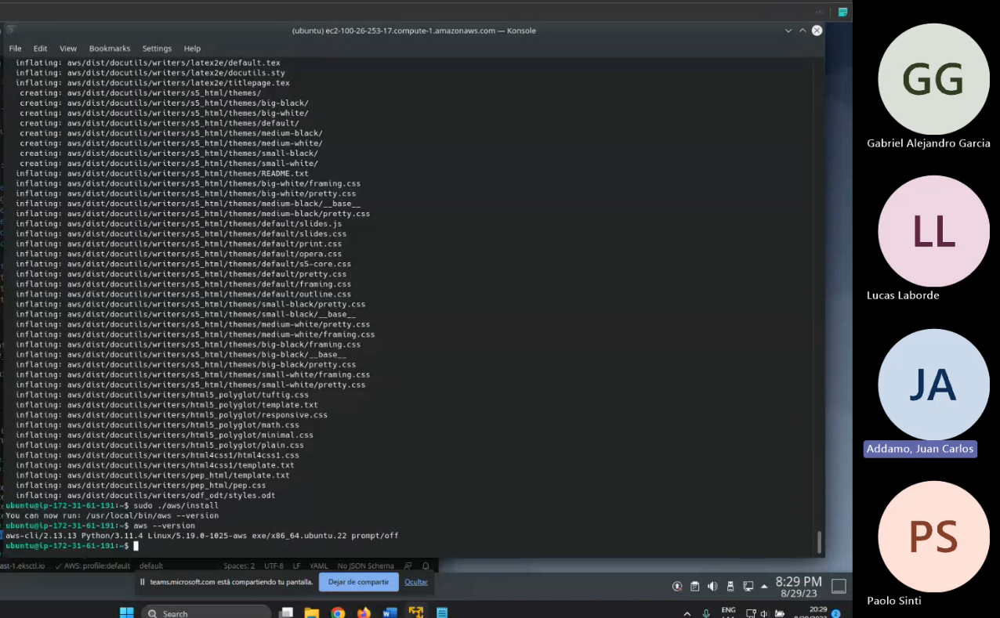 (ubuntu) ec2-100-26-253-17.compute-1.amazonaws.com — Konsole
File Edit View Bookmarks Settings Help
inflating: aws/dist/docutils/writers/latex2e/default.tex
inflating: aws/dist/docutils/writers/latex2e/docutils.sty
inflating: aws/dist/docutils/writers/latex2e/titlepage.tex
creating: aws/dist/docutils/writers/s5_html/themes/
creating: aws/dist/docutils/writers/s5_html/themes/big-black/
creating: aws/dist/docutils/writers/s5_html/themes/big-white/
creating: aws/dist/docutils/writers/s5_html/themes/default/
creating: aws/dist/docutils/writers/s5_html/themes/medium-black/
creating: aws/dist/docutils/writers/s5_html/themes/medium-white/
creating: aws/dist/docutils/writers/s5_html/themes/small-black/
creating: aws/dist/docutils/writers/s5_html/themes/small-white/
inflating: aws/dist/docutils/writers/s5_html/themes/README.txt
inflating: aws/dist/docutils/writers/s5_html/themes/big-white/framing.css
inflating: aws/dist/docutils/writers/s5_html/themes/big-white/pretty.css
inflating: aws/dist/docutils/writers/s5_html/themes/medium-black/__base__
inflating: aws/dist/docutils/writers/s5_html/themes/medium-black/pretty.css
inflating: aws/dist/docutils/writers/s5_html/themes/default/slides.js
inflating: aws/dist/docutils/writers/s5_html/themes/default/slides.css
inflating: aws/dist/docutils/writers/s5_html/themes/default/print.css
inflating: aws/dist/docutils/writers/s5_html/themes/default/opera.css
inflating: aws/dist/docutils/writers/s5_html/themes/default/s5-core.css
inflating: aws/dist/docutils/writers/s5_html/themes/default/pretty.css
inflating: aws/dist/docutils/writers/s5_html/themes/default/framing.css
inflating: aws/dist/docutils/writers/s5_html/themes/default/outline.css
inflating: aws/dist/docutils/writers/s5_html/themes/small-black/pretty.css
inflating: aws/dist/docutils/writers/s5_html/themes/small-black/__base__
inflating: aws/dist/docutils/writers/s5_html/themes/medium-white/pretty.css
inflating: aws/dist/docutils/writers/s5_html/themes/medium-white/framing.css
inflating: aws/dist/docutils/writers/s5_html/themes/big-black/framing.css
inflating: aws/dist/docutils/writers/s5_html/themes/big-black/__base__
inflating: aws/dist/docutils/writers/s5_html/themes/big-black/pretty.css
inflating: aws/dist/docutils/writers/s5_html/themes/small-white/framing.css
inflating: aws/dist/docutils/writers/s5_html/themes/small-white/pretty.css
inflating: aws/dist/docutils/writers/html5_polyglot/tuftig.css
inflating: aws/dist/docutils/writers/html5_polyglot/template.txt
inflating: aws/dist/docutils/writers/html5_polyglot/responsive.css
inflating: aws/dist/docutils/writers/html5_polyglot/math.css
inflating: aws/dist/docutils/writers/html5_polyglot/minimal.css
inflating: aws/dist/docutils/writers/html5_polyglot/plain.css
inflating: aws/dist/docutils/writers/html4css1/html4css1.css
inflating: aws/dist/docutils/writers/html4css1/template.txt
inflating: aws/dist/docutils/writers/pep_html/template.txt
inflating: aws/dist/docutils/writers/pep_html/pep.css
inflating: aws/dist/docutils/writers/odf_odt/styles.odt
ubuntu@ip-172-31-61-191:~$ sudo ./aws/install
You can now run: /usr/local/bin/aws --version
ubuntu@ip-172-31-61-191:~$ aws --version
aws-cli/2.13.13 Python/3.11.4 Linux/5.19.0-1025-aws exe/x86_64.ubuntu.22 prompt/off
ubuntu@ip-172-31-61-191:~$
ast-1.eksctl.io AWS: profile:default default Spaces: 2 UTF-8 LF YAML No JSON Schema
teams.microsoft.com está compartiendo tu pantalla. Dejar de compartir Ocultar
8:29 PM
8/29/23
Search
ENG
20:29
2
GG
Gabriel Alejandro Garcia
LL
Lucas Laborde
JA
Addamo, Juan Carlos
PS
Paolo Sinti